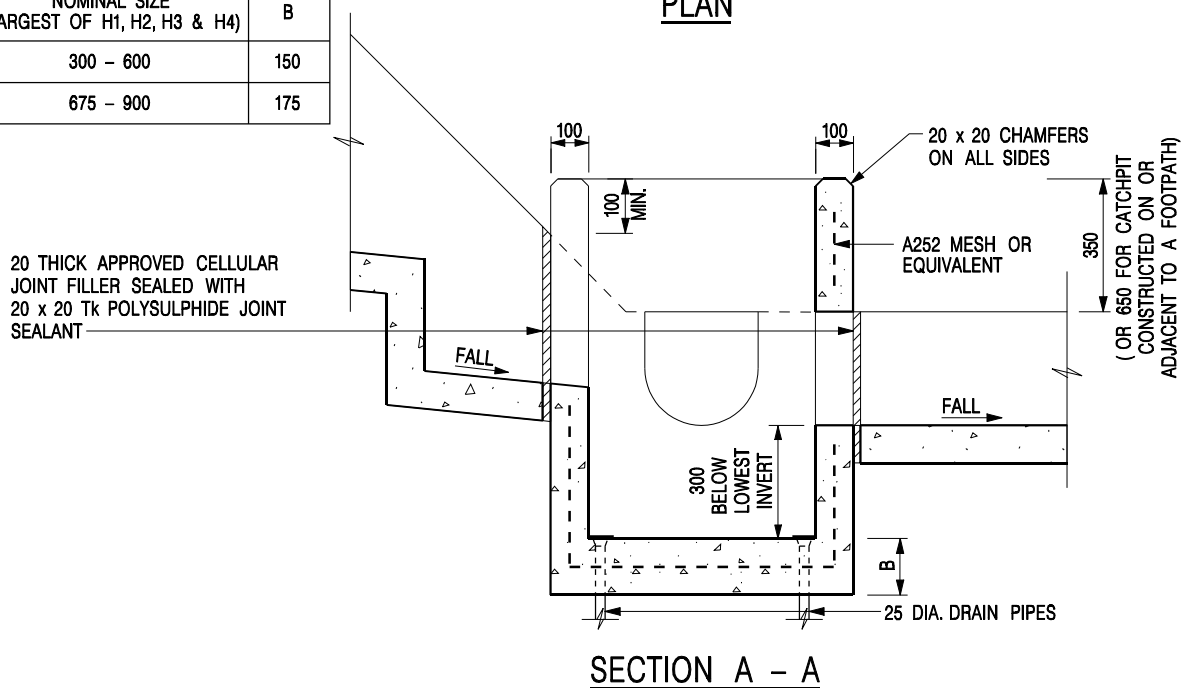 PLAN
NOMINAL SIZE
ARGEST OF H1, H2, H3 & H4)
B
300 – 600
150
675 – 900
175
100
100
20 x 20 CHAMFERS
ON ALL SIDES
100
MIN.
A252 MESH OR
EQUIVALENT
350
( OR 650 FOR CATCHPIT
CONSTRUCTED ON OR
ADJACENT TO A FOOTPATH)
20 THICK APPROVED CELLULAR
JOINT FILLER SEALED WITH
20 x 20 Tk POLYSULPHIDE JOINT
SEALANT
FALL
FALL
300
BELOW
LOWEST
INVERT
B
25 DIA. DRAIN PIPES
SECTION A – A